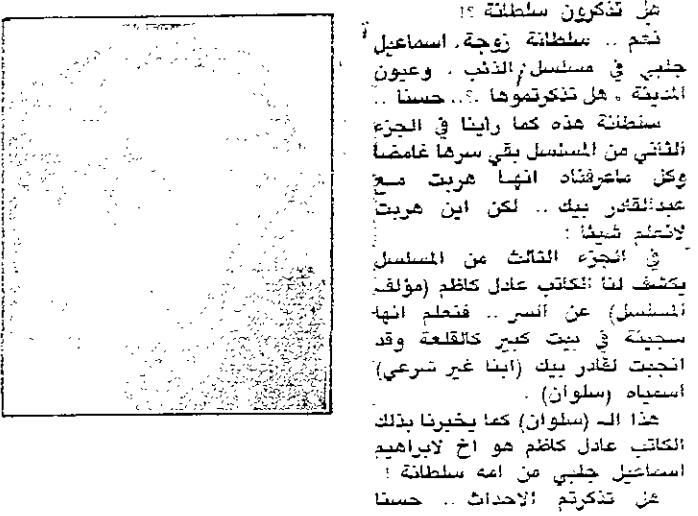 هل تذكرون سلطانة ؟!
نعم .. سلطانة زوجة اسماعيل
جلبي في مسلسل الذئب ، وعيون
المدينة ، هل تذكرتموها ؟.. حسنا ..
سلطانة هذه كما راينا في الجزء
الثاني من المسلسل بقي سرها غامضا
وكل ماعرفناه انها هربت مع
عبدالقادر بيك .. لكن اين هربت
لانعلم شيئا !
في الجزء الثالث من المسلسل
يكشف لنا الكاتب عادل كاظم (مؤلف
المسلسل) عن السر .. فنعلم انها
سجينة في بيت كبير كالقلعة وقد
انجبت لقادر بيك (ابنا غير شرعي)
اسمياه (سلوان) .
هذا الـ (سلوان) كما يخبرنا بذلك
الكاتب عادل كاظم هو اخ لابراهيم
اسماعيل جلبي من امه سلطانة !
هل تذكرتم الاحداث .. حسنا